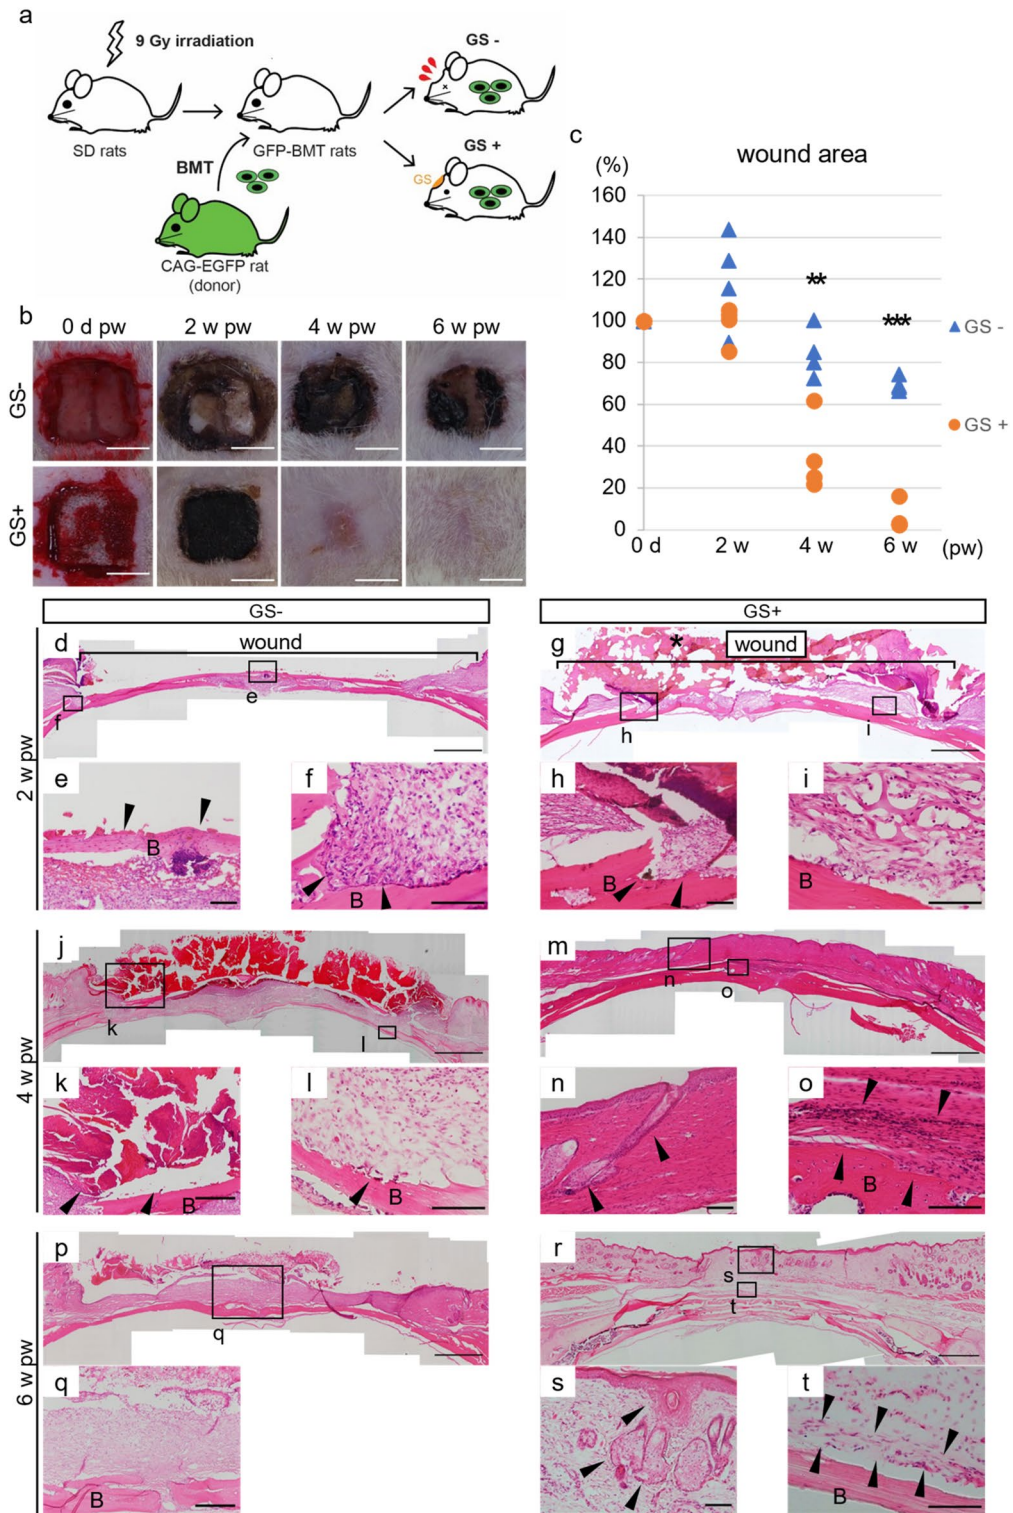 a
9 Gy irradiation
GS -
SD rats
BMT
GFP-BMT rats
GS +
GS
CAG-EGFP rat
(donor)
b
0 d pw
2 w pw
4 w pw
6 w pw
GS-
GS+
c
(%)
wound area
160
140
120
100
80
60
40
20
0
**
***
GS -
GS +
0 d
2 w
4 w
6 w
(pw)
GS-
GS+
2 w pw
d
wound
e
f
g
*
wound
h
i
e
B
f
B
h
B
i
B
4 w pw
j
k
l
m
n
o
k
B
l
B
n
o
B
6 w pw
p
q
r
s
t
q
B
s
t
B